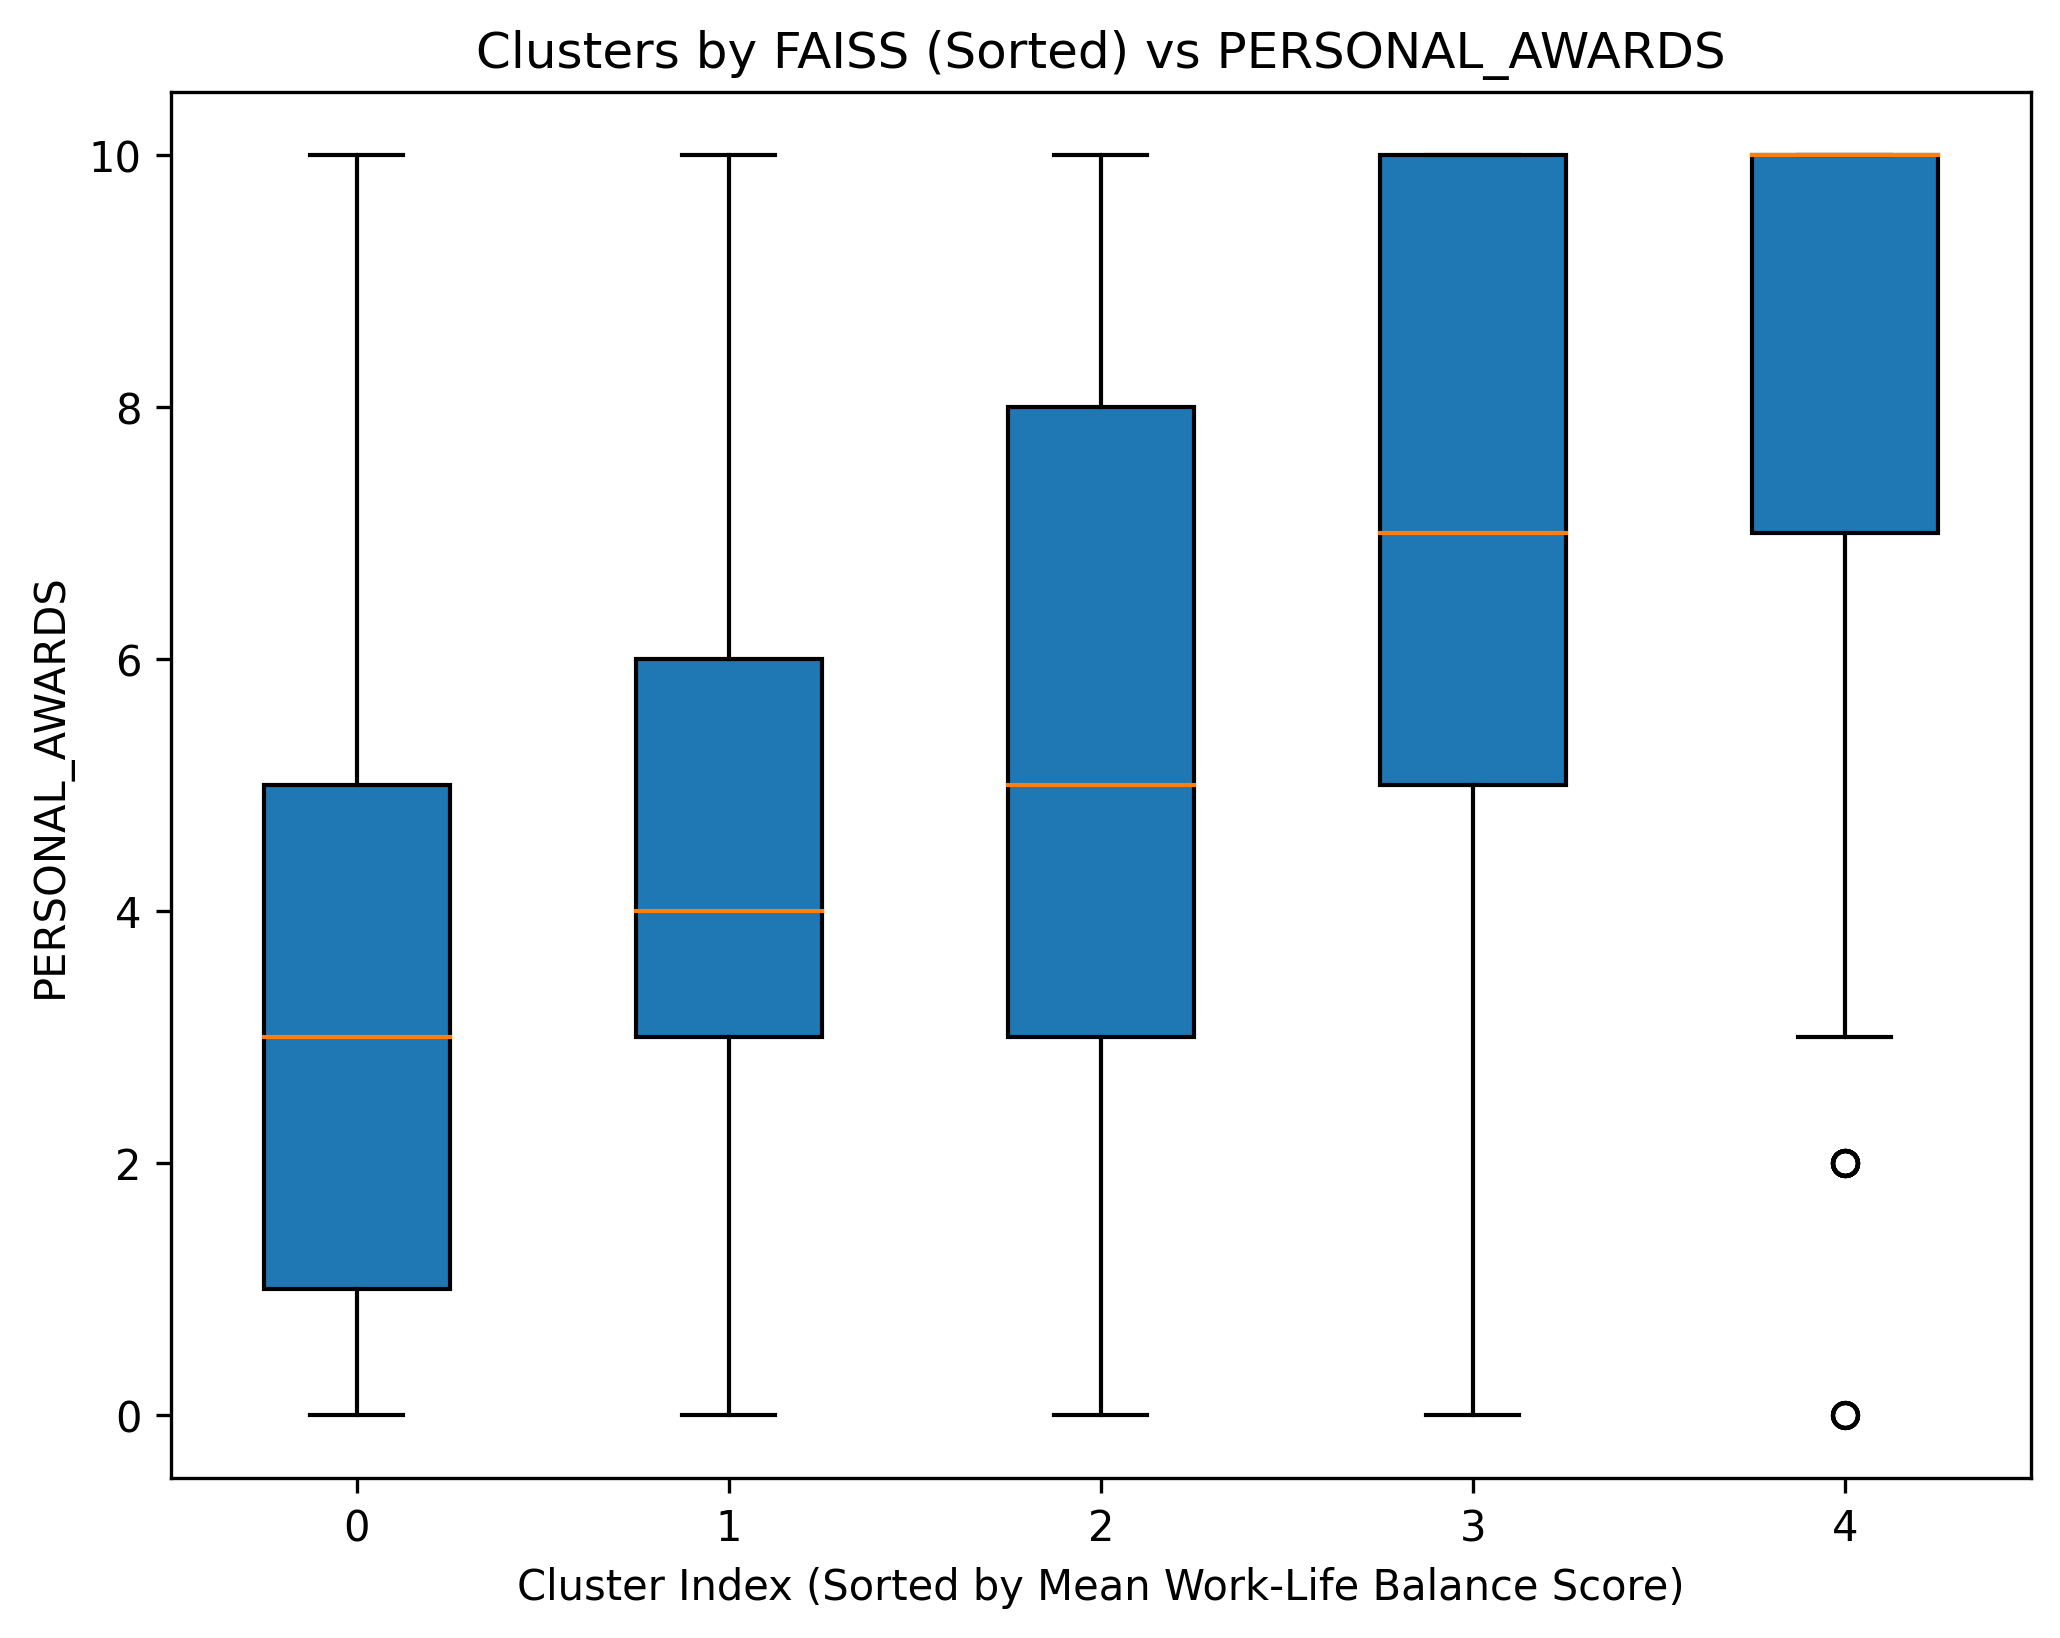 Clusters by FAISS (Sorted) vs PERSONAL_AWARDS
PERSONAL_AWARDS
10
8
6
4
2
0
0 1 2 3 4
Cluster Index (Sorted by Mean Work-Life Balance Score)